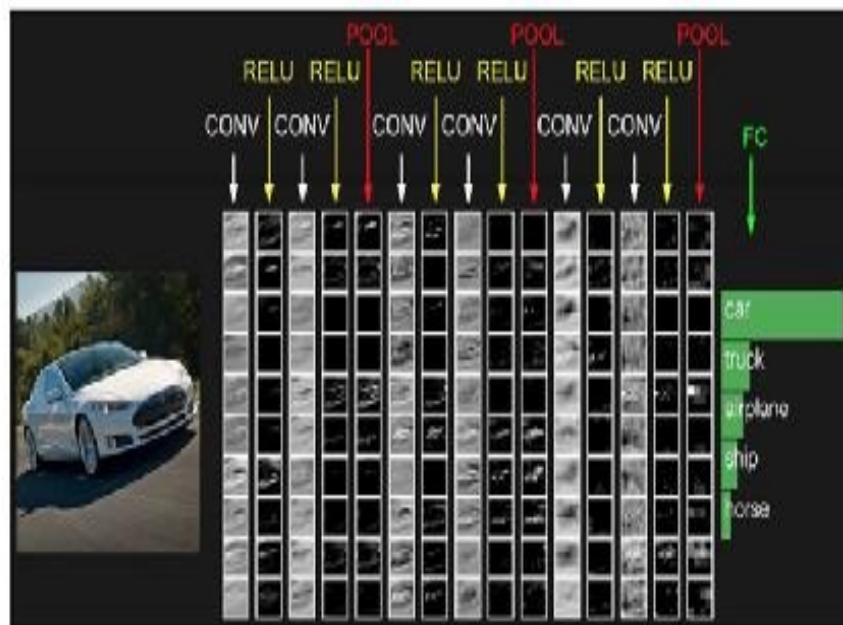 POOL POOL POOL
RELU RELU RELU RELU RELU RELU
CONV CONV CONV CONV CONV CONV
FC
car
truck
airplane
ship
horse